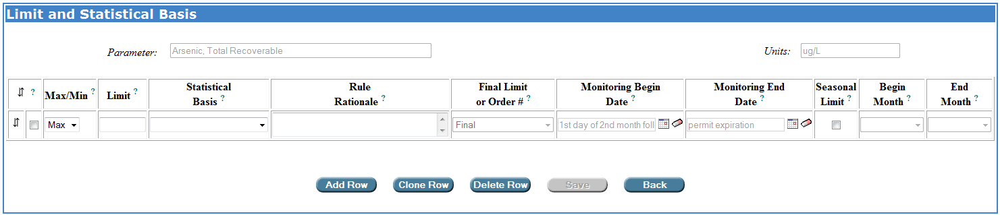 Limit and Statistical Basis
Parameter: Arsenic, Total Recoverable Units: ug/L
? Max/Min ? Limit ? Statistical Basis ? Rule Rationale ? Final Limit or Order # ? Monitoring Begin Date ? Monitoring End Date ? Seasonal Limit ? Begin Month ? End Month ?
Max Final 1st day of 2nd month foll permit expiration
Add Row Clone Row Delete Row Save Back